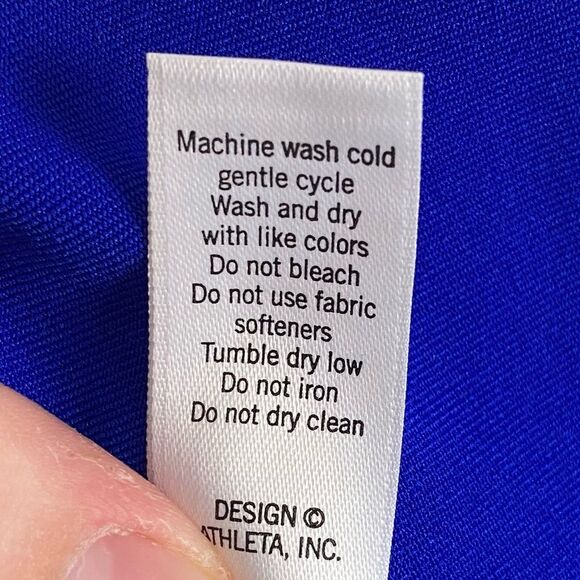 Machine wash cold
gentle cycle
Wash and dry
with like colors
Do not bleach
Do not use fabric
softeners
Tumble dry low
Do not iron
Do not dry clean
DESIGN ©
ATHLETA, INC.